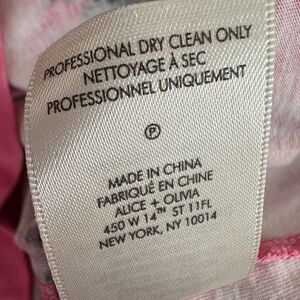 PROFESSIONAL DRY CLEAN ONLY
NETTOYAGE À SEC
PROFESSIONNEL UNIQUEMENT
P
MADE IN CHINA
FABRIQUÉ EN CHINE
ALICE + OLIVIA
450 W 14TH ST 11FL
NEW YORK, NY 10014